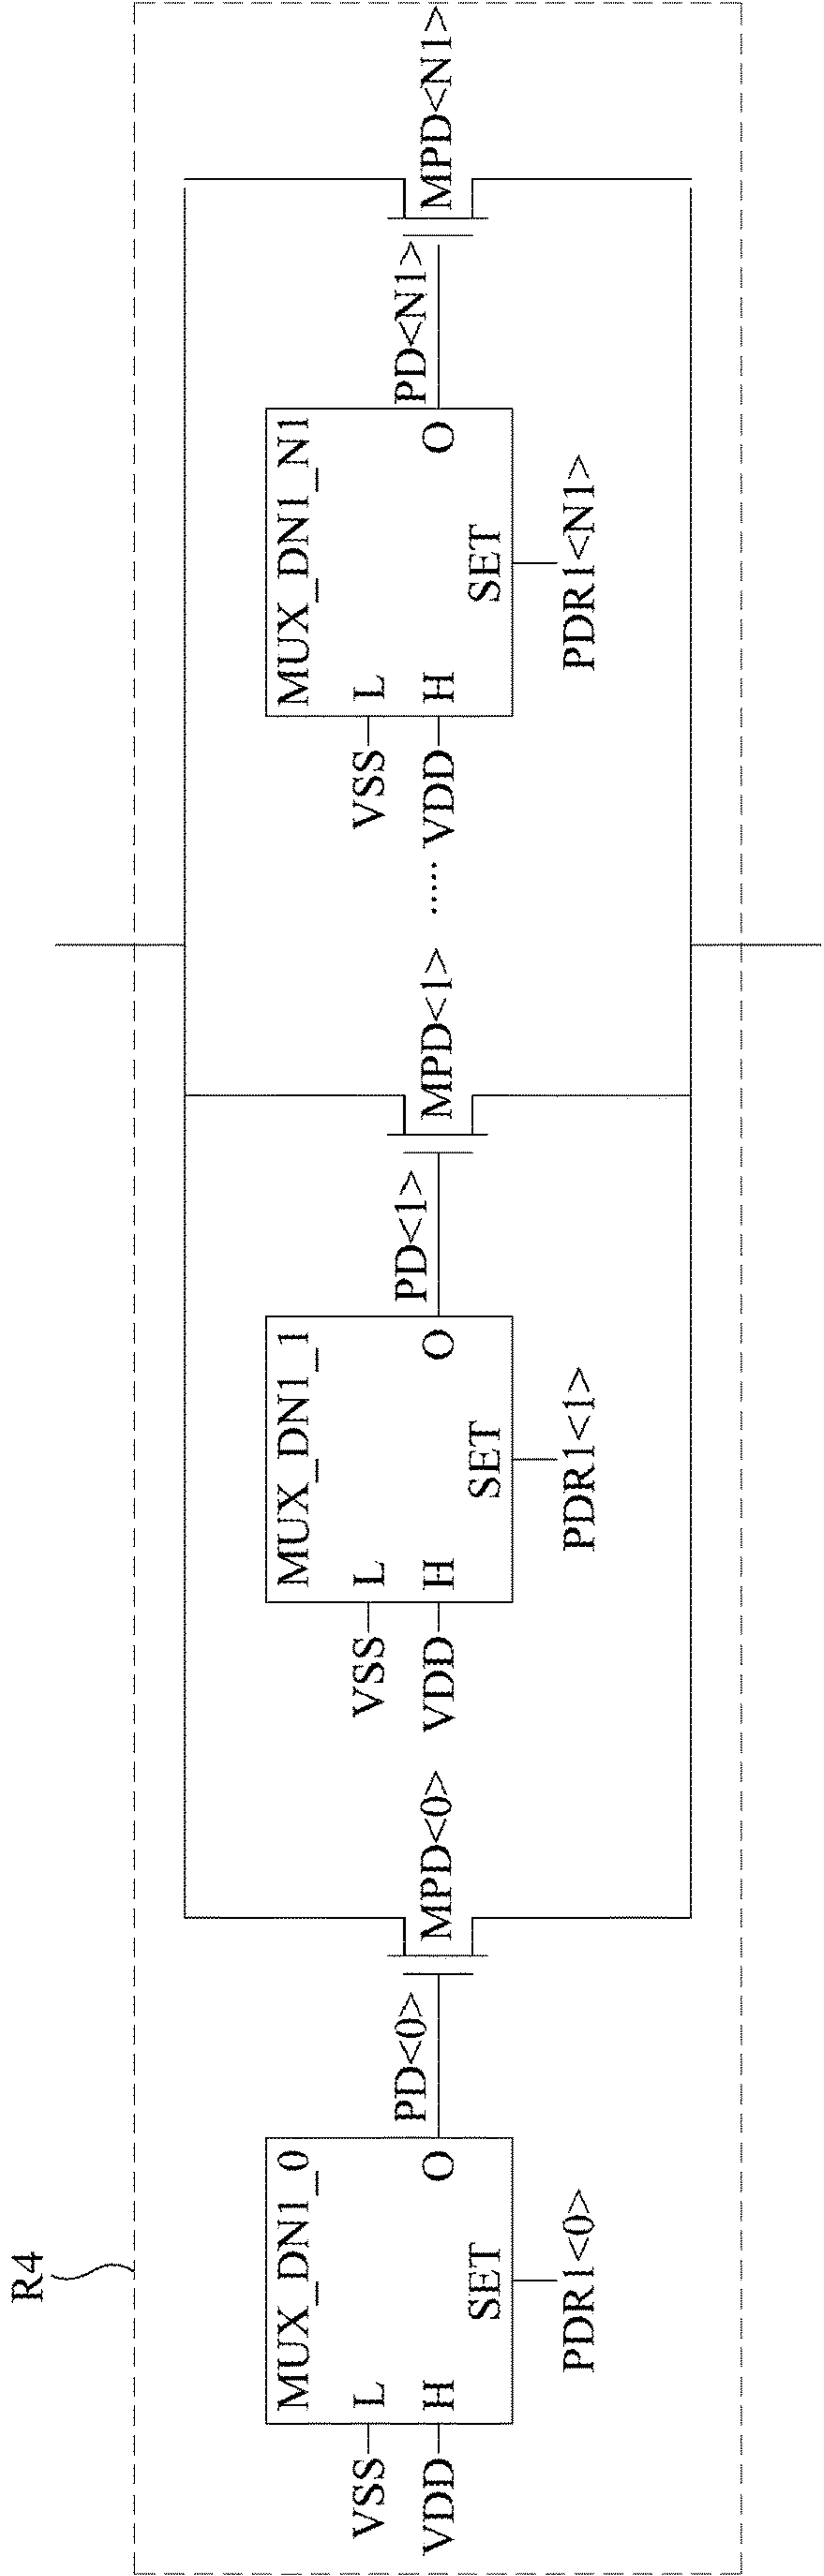 R4
MUX_DN1_0
VSS
L
VDD
H
O
SET
PDR1<0>
PD<0>
MPD<0>
MUX_DN1_1
VSS
L
VDD
H
O
SET
PDR1<1>
PD<1>
MPD<1>
.....
MUX_DN1_N1
VSS
L
VDD
H
O
SET
PDR1<N1>
PD<N1>
MPD<N1>